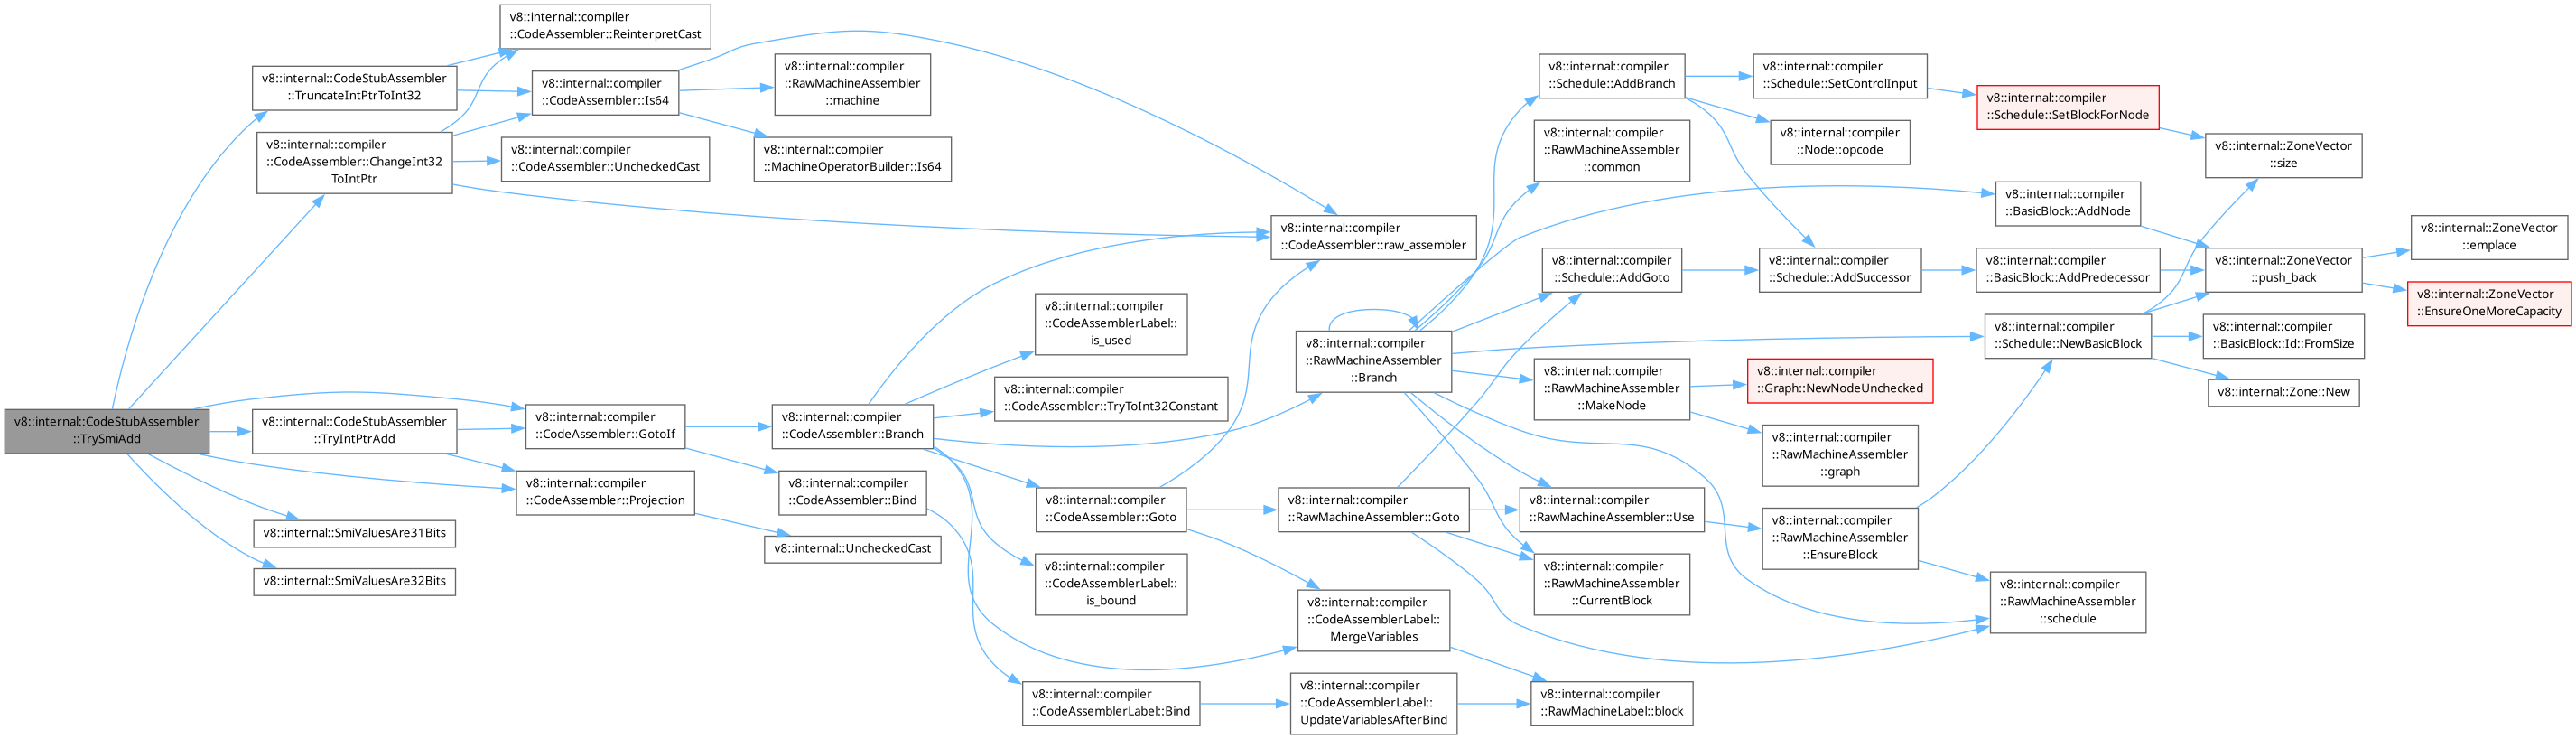 v8::internal::CodeStubAssembler
::TrySmiAdd
v8::internal::CodeStubAssembler
::TruncateIntPtrToInt32
v8::internal::compiler
::CodeAssembler::ChangeInt32
ToIntPtr
v8::internal::CodeStubAssembler
::TryIntPtrAdd
v8::internal::SmiValuesAre31Bits
v8::internal::SmiValuesAre32Bits
v8::internal::compiler
::CodeAssembler::ReinterpretCast
v8::internal::compiler
::CodeAssembler::Is64
v8::internal::compiler
::CodeAssembler::UncheckedCast
v8::internal::compiler
::CodeAssembler::GotoIf
v8::internal::compiler
::CodeAssembler::Projection
v8::internal::compiler
::RawMachineAssembler
::machine
v8::internal::compiler
::MachineOperatorBuilder::Is64
v8::internal::compiler
::CodeAssembler::Branch
v8::internal::compiler
::CodeAssembler::Bind
v8::internal::UncheckedCast
v8::internal::compiler
::CodeAssemblerLabel::
is_used
v8::internal::compiler
::CodeAssembler::TryToInt32Constant
v8::internal::compiler
::CodeAssembler::Goto
v8::internal::compiler
::CodeAssemblerLabel::
is_bound
v8::internal::compiler
::CodeAssemblerLabel::Bind
v8::internal::compiler
::CodeAssembler::raw_assembler
v8::internal::compiler
::RawMachineAssembler
::Branch
v8::internal::compiler
::RawMachineAssembler::Goto
v8::internal::compiler
::CodeAssemblerLabel::
MergeVariables
v8::internal::compiler
::CodeAssemblerLabel::
UpdateVariablesAfterBind
v8::internal::compiler
::Schedule::AddBranch
v8::internal::compiler
::RawMachineAssembler
::common
v8::internal::compiler
::Schedule::AddGoto
v8::internal::compiler
::RawMachineAssembler
::MakeNode
v8::internal::compiler
::RawMachineAssembler::Use
v8::internal::compiler
::RawMachineAssembler
::CurrentBlock
v8::internal::compiler
::RawMachineLabel::block
v8::internal::compiler
::Schedule::SetControlInput
v8::internal::compiler
::Node::opcode
v8::internal::compiler
::Schedule::AddSuccessor
v8::internal::compiler
::Graph::NewNodeUnchecked
v8::internal::compiler
::RawMachineAssembler
::graph
v8::internal::compiler
::RawMachineAssembler
::EnsureBlock
v8::internal::compiler
::Schedule::SetBlockForNode
v8::internal::compiler
::BasicBlock::AddNode
v8::internal::compiler
::BasicBlock::AddPredecessor
v8::internal::compiler
::Schedule::NewBasicBlock
v8::internal::compiler
::RawMachineAssembler
::schedule
v8::internal::ZoneVector
::size
v8::internal::ZoneVector
::push_back
v8::internal::compiler
::BasicBlock::Id::FromSize
v8::internal::Zone::New
v8::internal::ZoneVector
::emplace
v8::internal::ZoneVector
::EnsureOneMoreCapacity